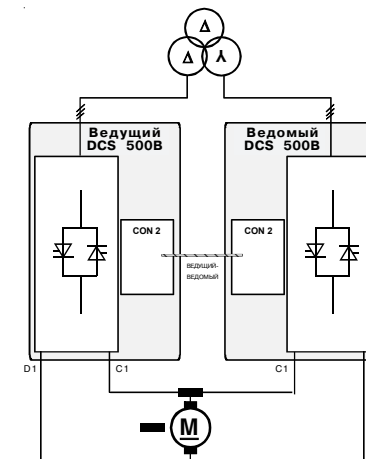 Δ
Δ Y
Ведущий
DCS 500B
Ведомый
DCS 500B
CON 2
CON 2
ВЕДУЩИЙ-
ВЕДОМЫЙ
D1
C1
C1
M